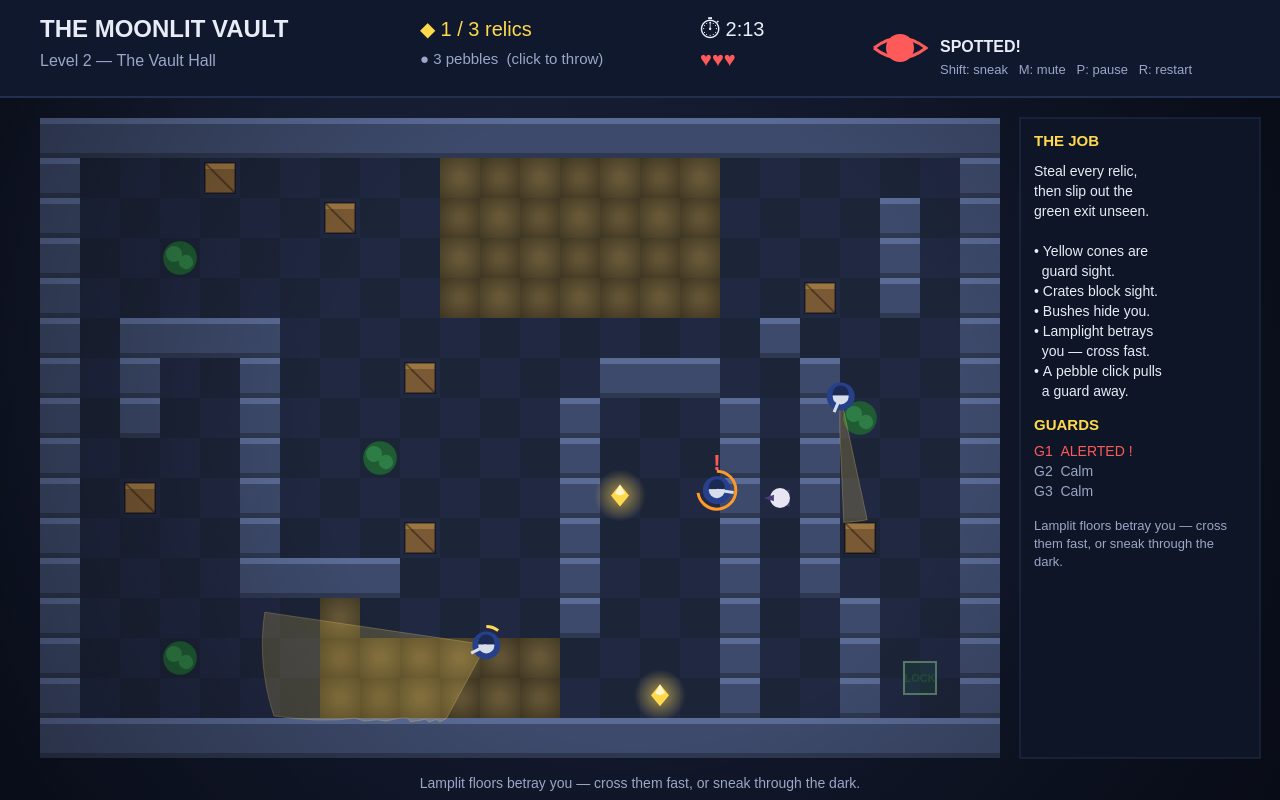 THE MOONLIT VAULT
Level 2 — The Vault Hall
◆ 1 / 3 relics
● 3 pebbles (click to throw)
⏱ 2:13
♥♥♥
SPOTTED!
Shift: sneak M: mute P: pause R: restart
THE JOB
Steal every relic,
then slip out the
green exit unseen.
• Yellow cones are
guard sight.
• Crates block sight.
• Bushes hide you.
• Lamplight betrays
you — cross fast.
• A pebble click pulls
a guard away.
GUARDS
G1 ALERTED !
G2 Calm
G3 Calm
Lamplit floors betray you — cross
them fast, or sneak through the
dark.
!
LOCK
Lamplit floors betray you — cross them fast, or sneak through the dark.